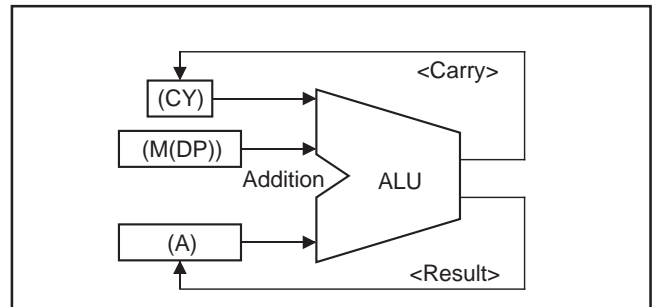 <Carry>
(CY)
(M(DP))
Addition
ALU
(A)
<Result>